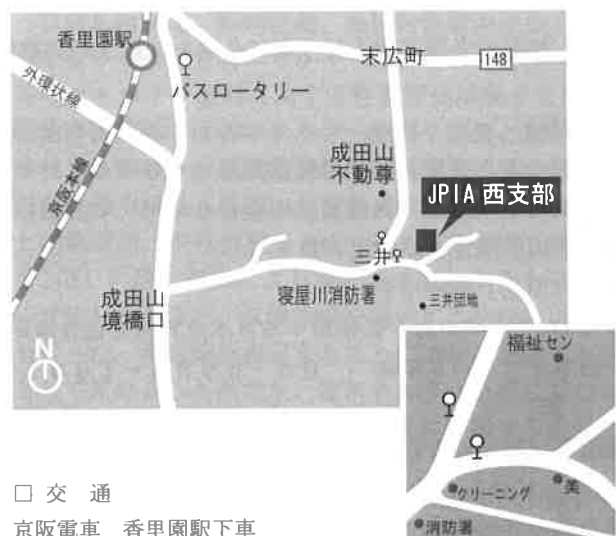 香里園駅
末広町
148
外環状線
バスロータリー
京阪本線
成田山
不動尊
JPIA 西支部
三井
成田山
境橋口
寝屋川消防署
三井団地
N
福祉セン
クリーニング
美
消防署
□ 交　通
京阪電車　香里園駅下車